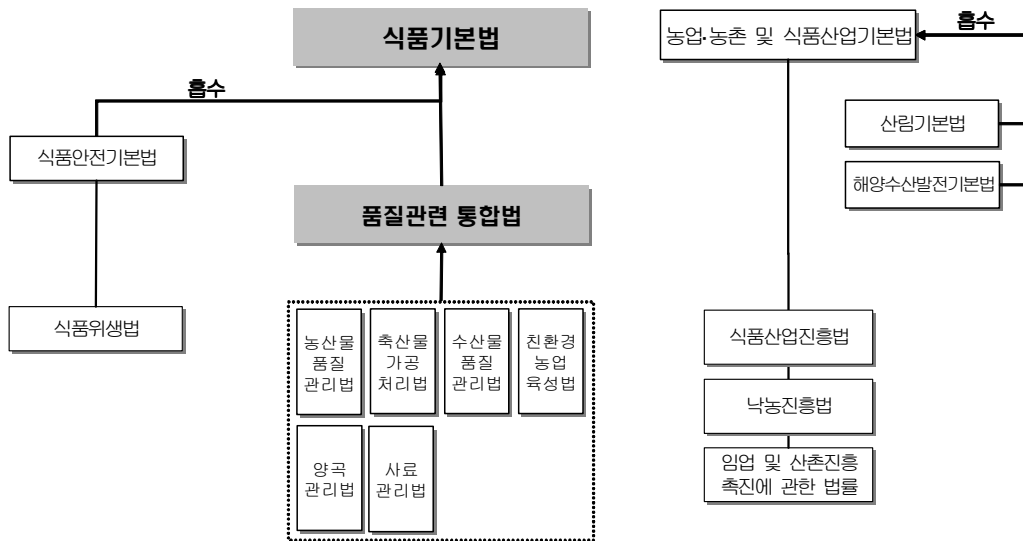 식품기본법
흡수
식품안전기본법
품질관련 통합법
식품위생법
농산물
품질
관리법
축산물
가공
처리법
수산물
품질
관리법
친환경
농업
육성법
양곡
관리법
사료
관리법
농업·농촌 및 식품산업기본법
흡수
산림기본법
해양수산발전기본법
식품산업진흥법
낙농진흥법
임업 및 산촌진흥
촉진에 관한 법률